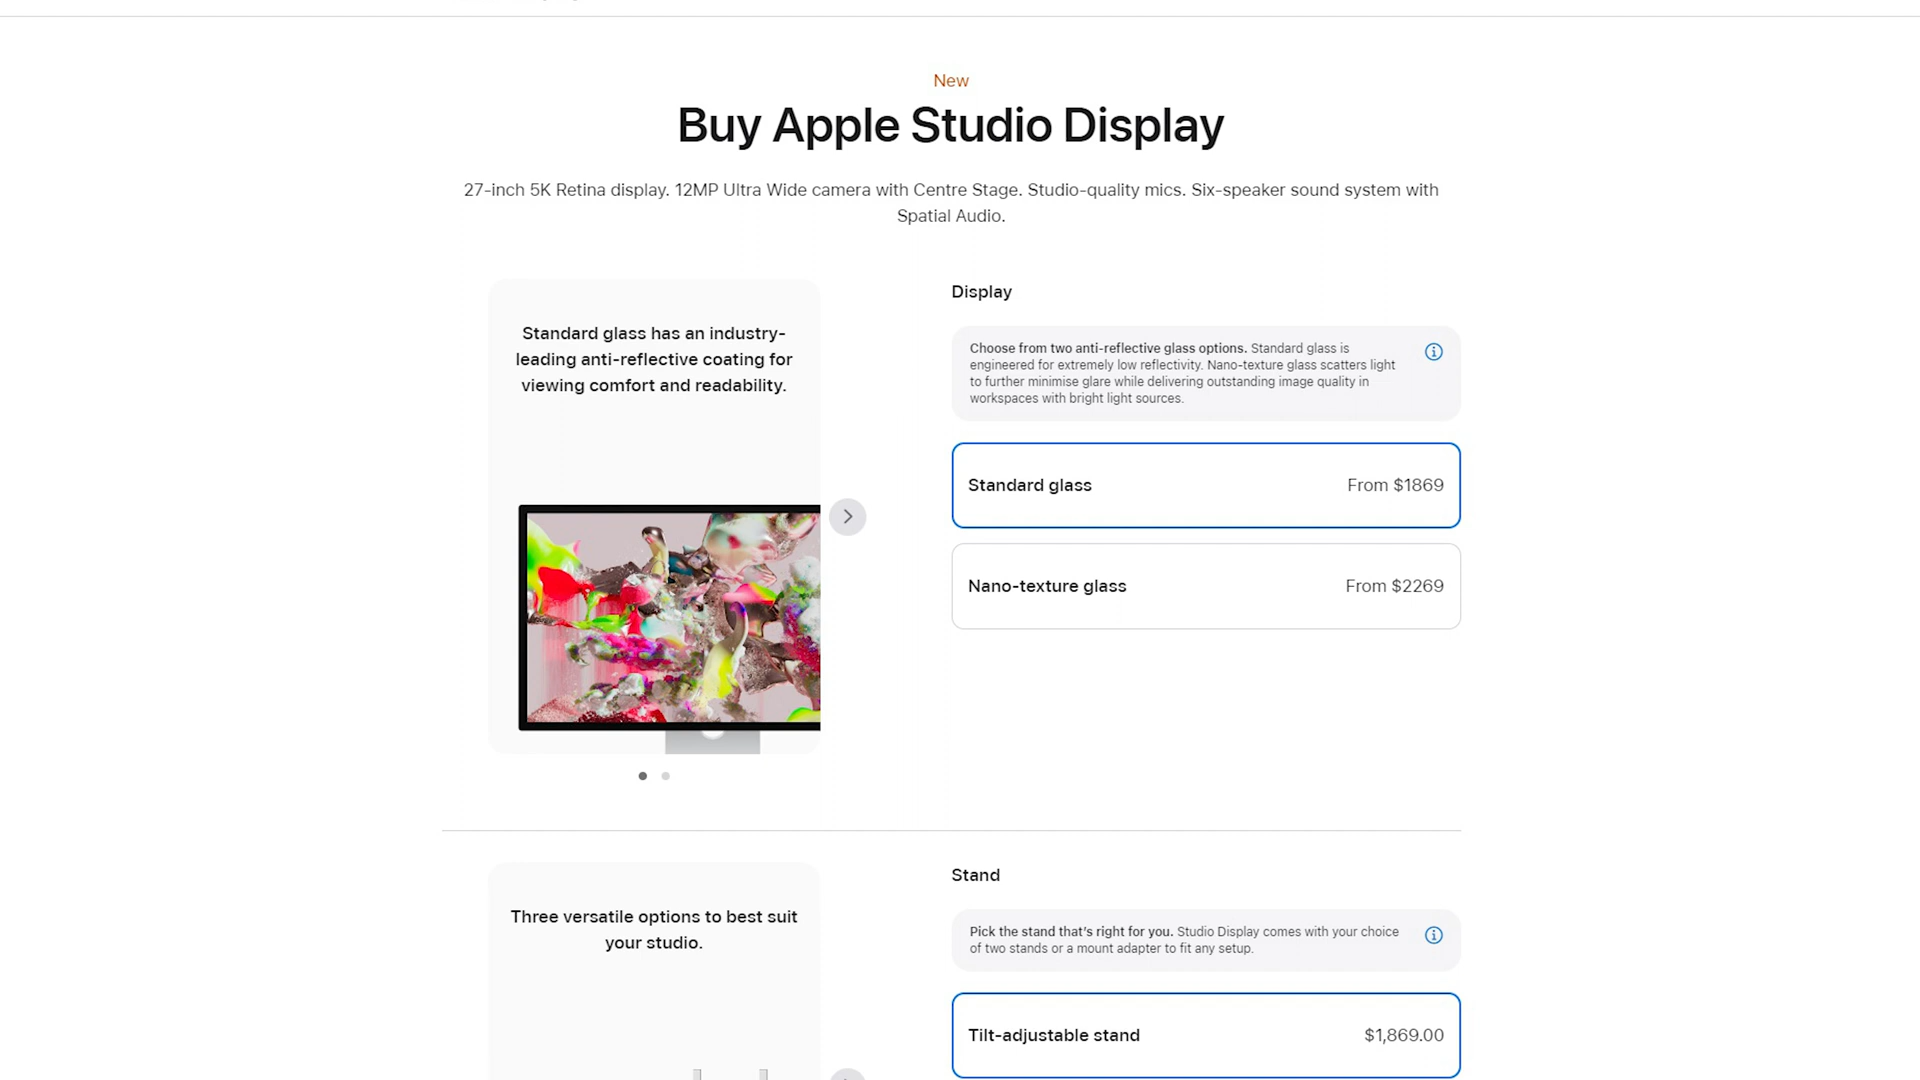 New
Buy Apple Studio Display
27-inch 5K Retina display. 12MP Ultra Wide camera with Centre Stage. Studio-quality mics. Six-speaker sound system with
Spatial Audio.
Standard glass has an industry-
leading anti-reflective coating for
viewing comfort and readability.
Display
Choose from two anti-reflective glass options. Standard glass is
engineered for extremely low reflectivity. Nano-texture glass scatters light
to further minimise glare while delivering outstanding image quality in
workspaces with bright light sources.
Standard glass From $1869
Nano-texture glass From $2269
Three versatile options to best suit
your studio.
Stand
Pick the stand that's right for you. Studio Display comes with your choice
of two stands or a mount adapter to fit any setup.
Tilt-adjustable stand $1,869.00